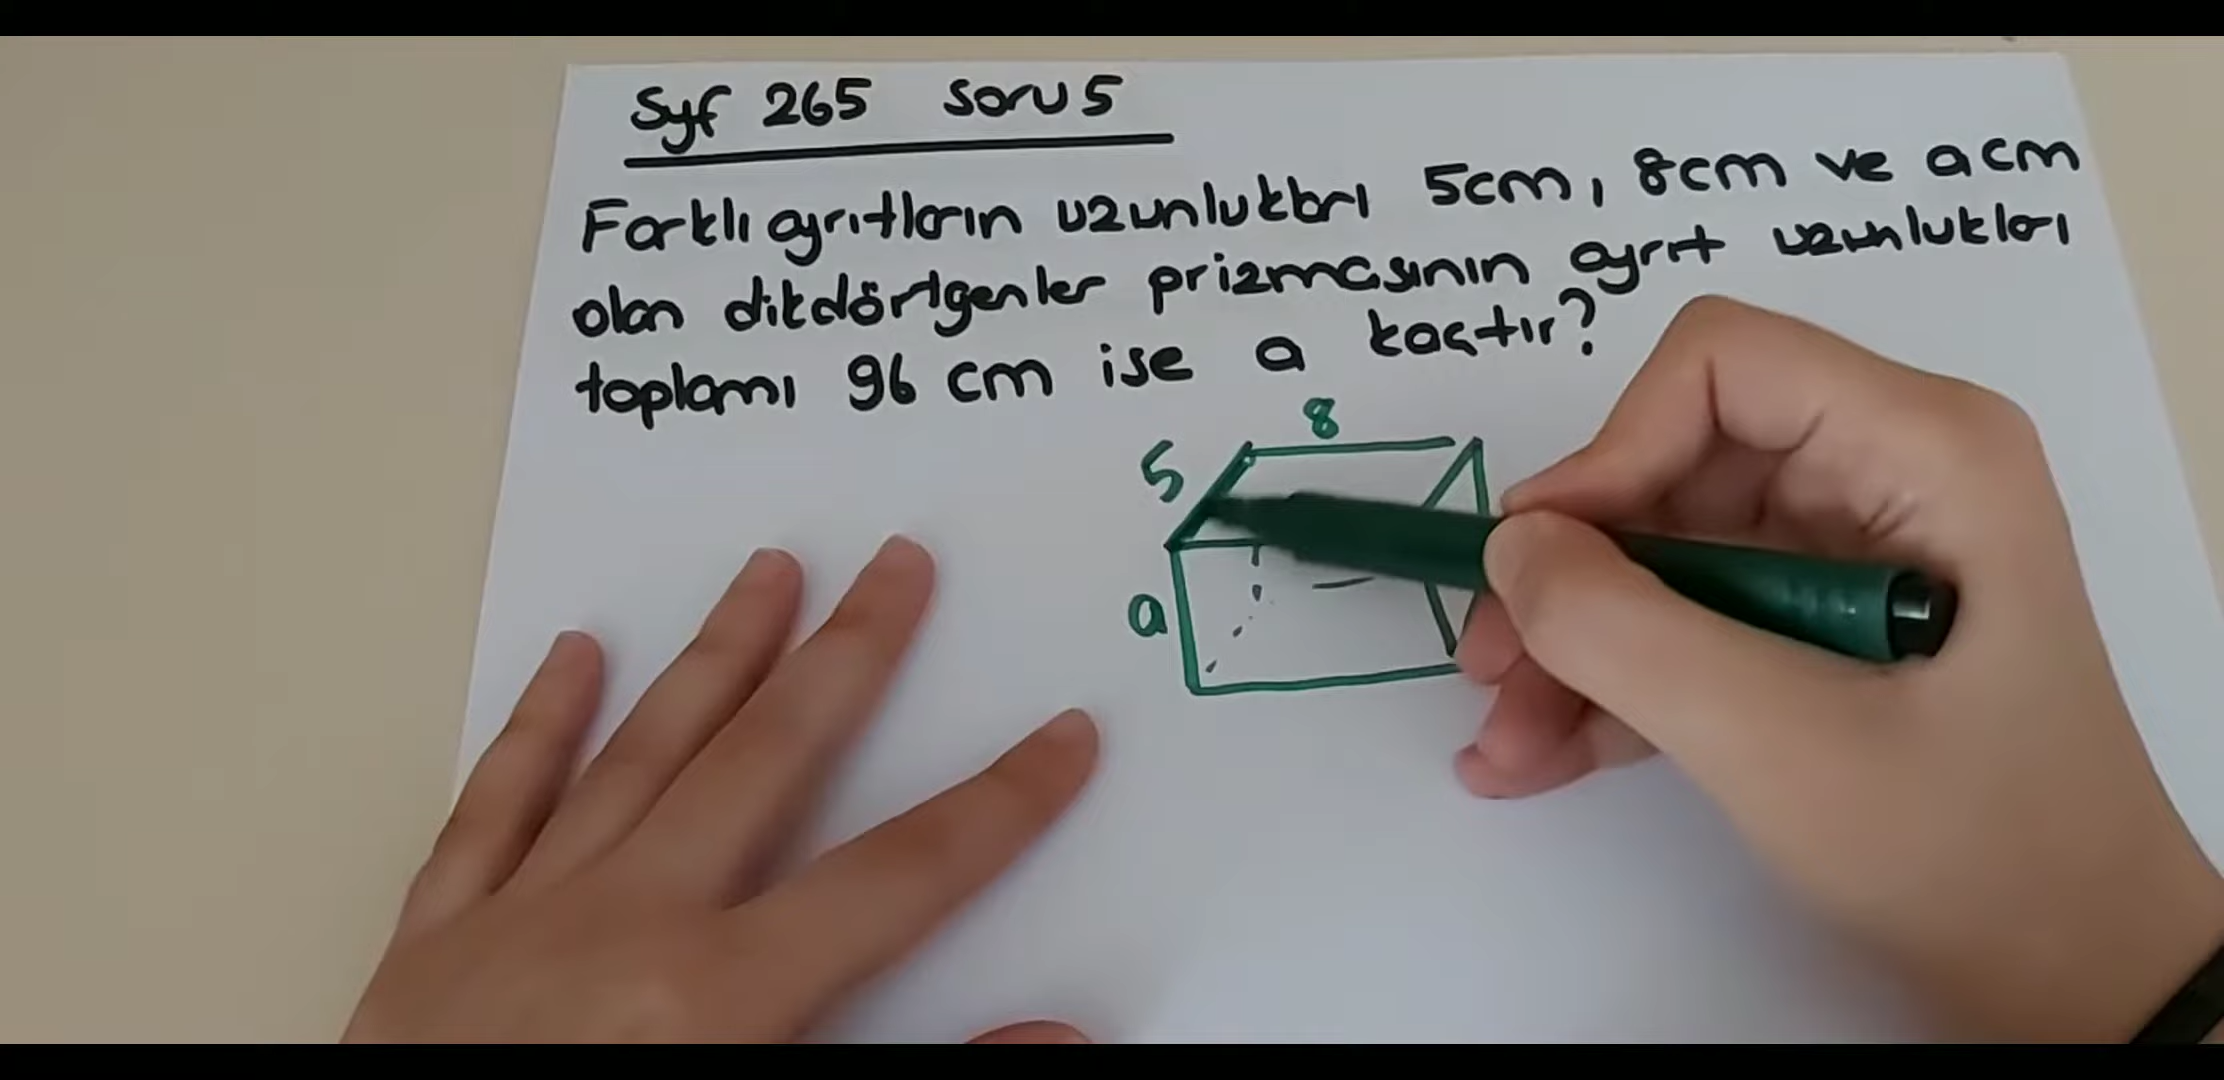 Syf 265 soru 5
Farklı ayrıtların uzunlukları 5cm, 8cm ve a cm
olan dikdörtgenler prizmasının ayrıt uzunlukları
toplamı 96 cm ise a kaçtır?
8
5
a